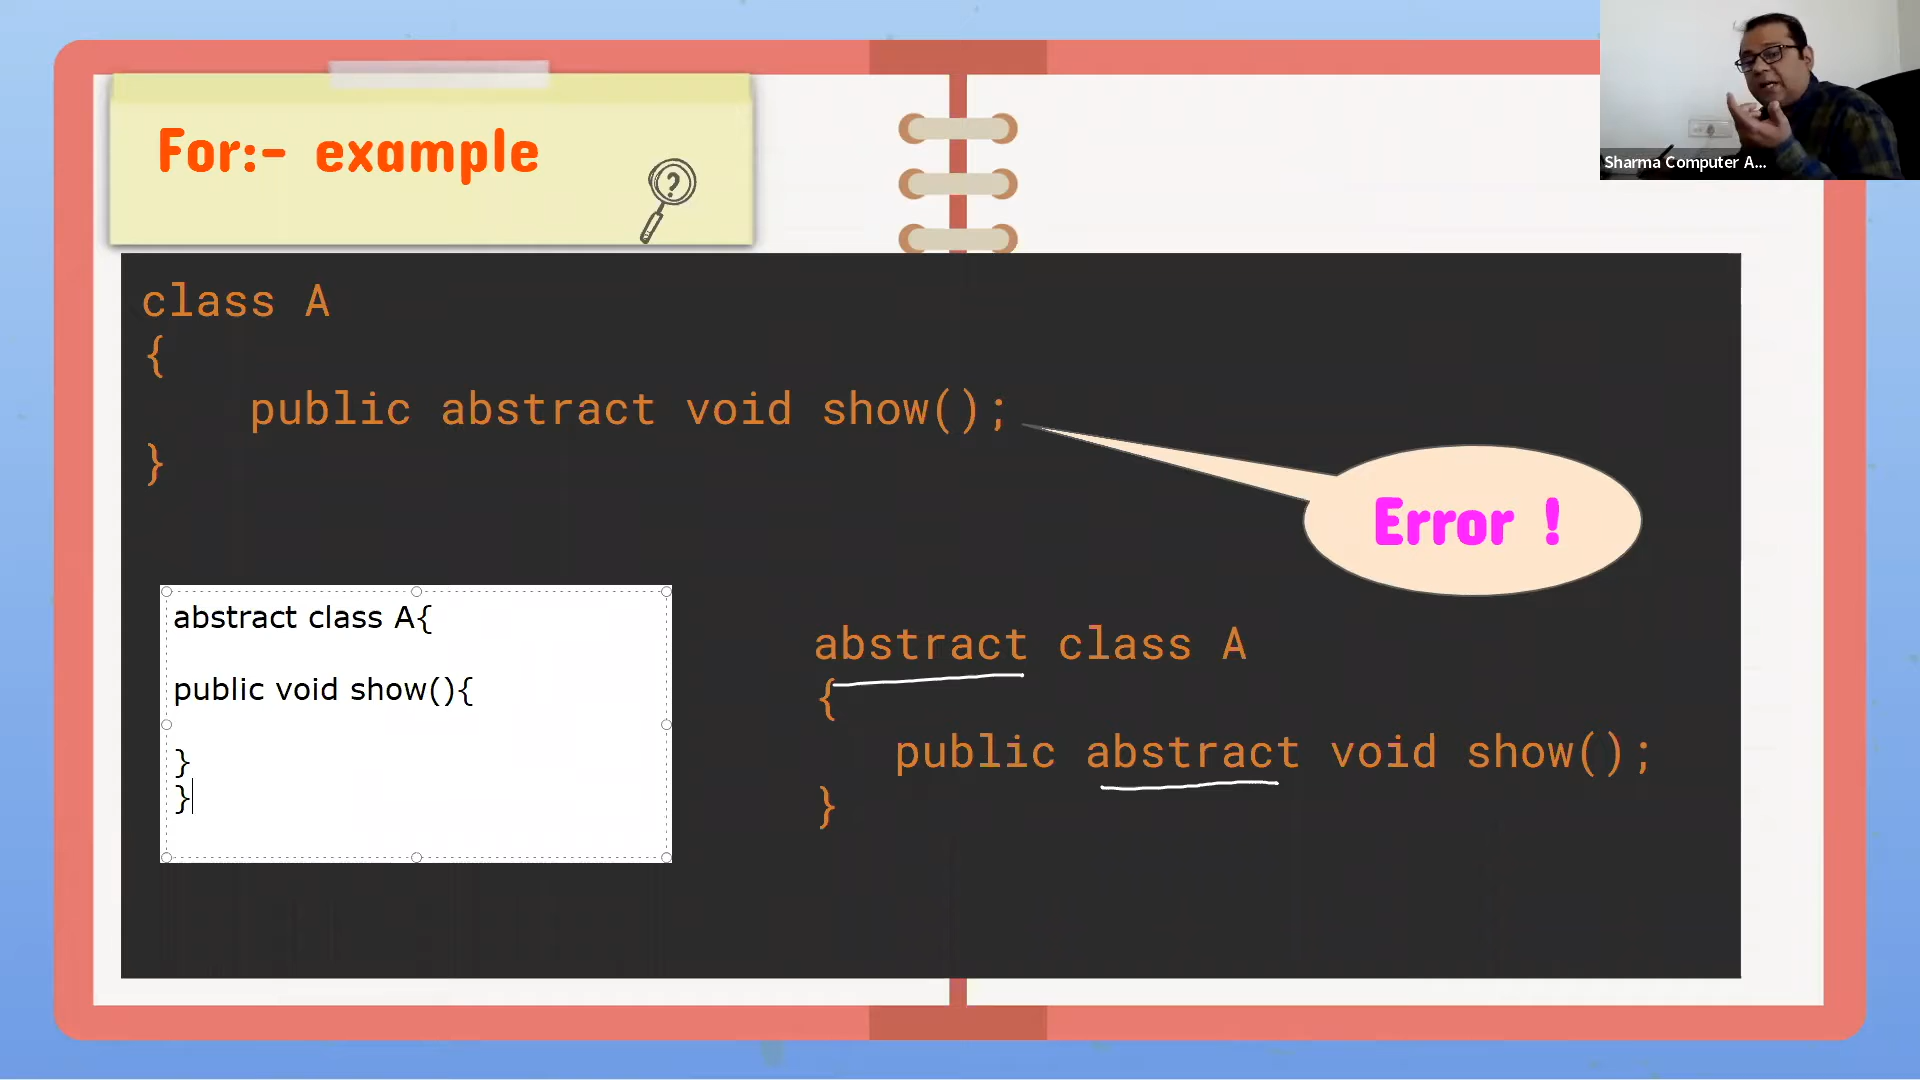 For:- example
?
Sharma Computer A...
class A
{
public abstract void show();
}
Error !
abstract class A{
public void show(){
}
}
abstract class A
{
public abstract void show();
}